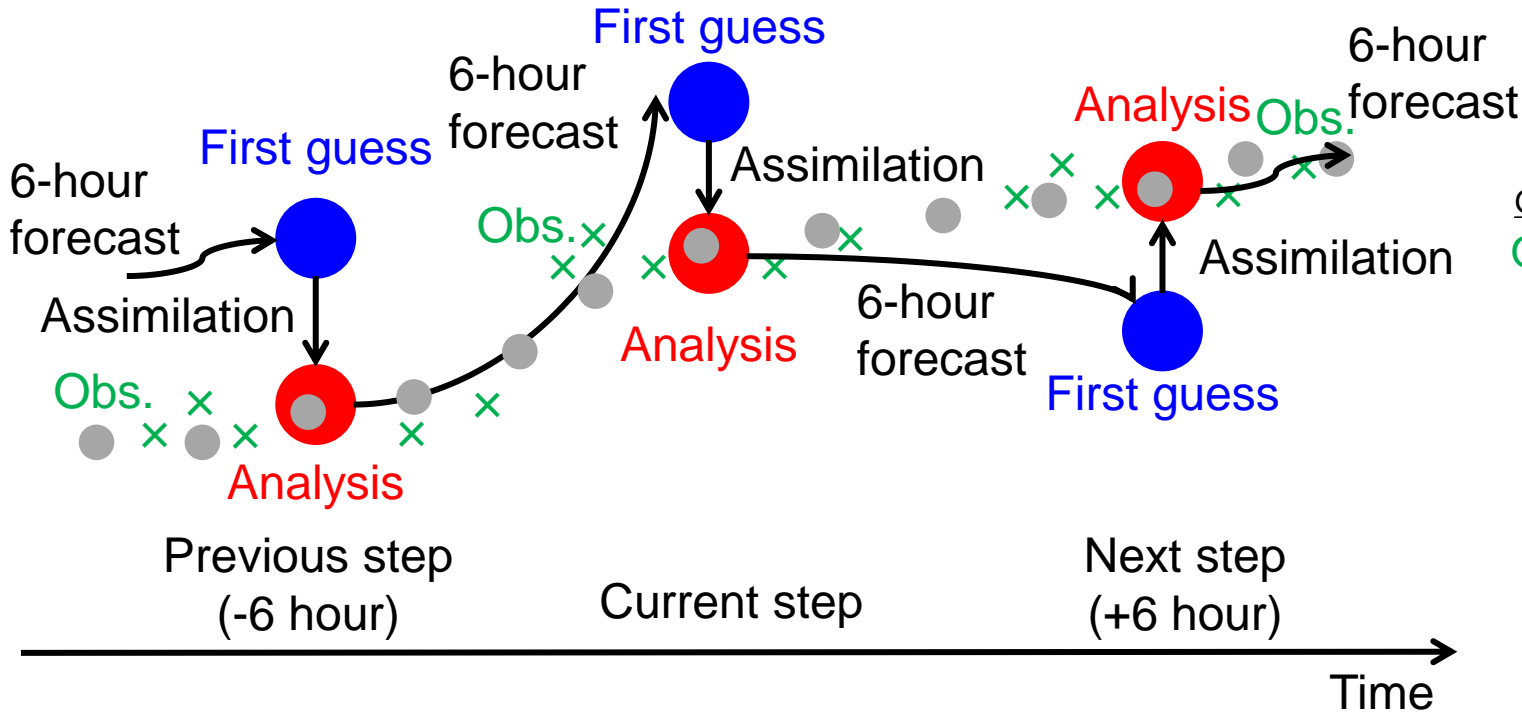 First guess
6-hour
forecast
6-hour
forecast
Analysis
Obs.
First guess
6-hour
forecast
Assimilation
Obs.
Assimilation
Assimilation
6-hour
forecast
Analysis
First guess
Obs.
Analysis
Previous step
(-6 hour)
Current step
Next step
(+6 hour)
Time